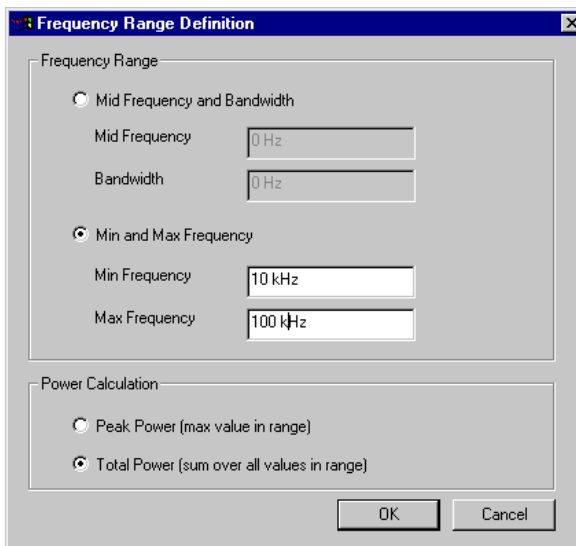 Frequency Range Definition
Frequency Range
Mid Frequency and Bandwidth
Mid Frequency
0 Hz
Bandwidth
0 Hz
Min and Max Frequency
Min Frequency
10 kHz
Max Frequency
100 kHz
Power Calculation
Peak Power (max value in range)
Total Power (sum over all values in range)
OK
Cancel